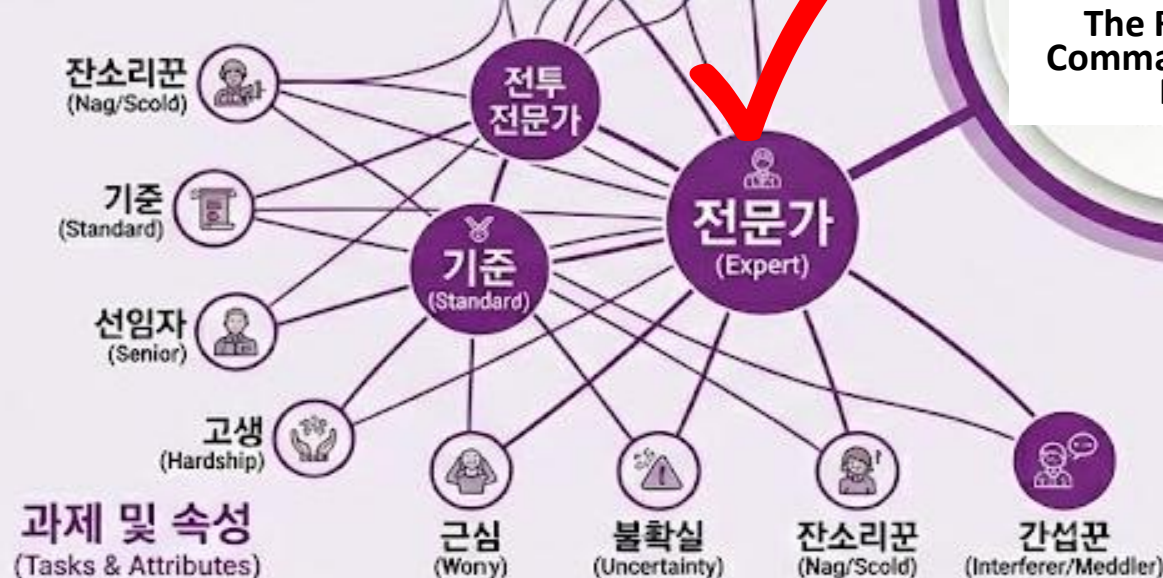 The
Comma
잔소리꾼
(Nag/Scold)
전투
전문가
기준
(Standard)
전문가
(Expert)
기준
(Standard)
선임자
(Senior)
고생
(Hardship)
과제 및 속성
(Tasks & Attributes)
근심
(Wony)
불확실
(Uncertainty)
잔소리꾼
(Nag/Scold)
간섭꾼
(Interferer/Meddler)